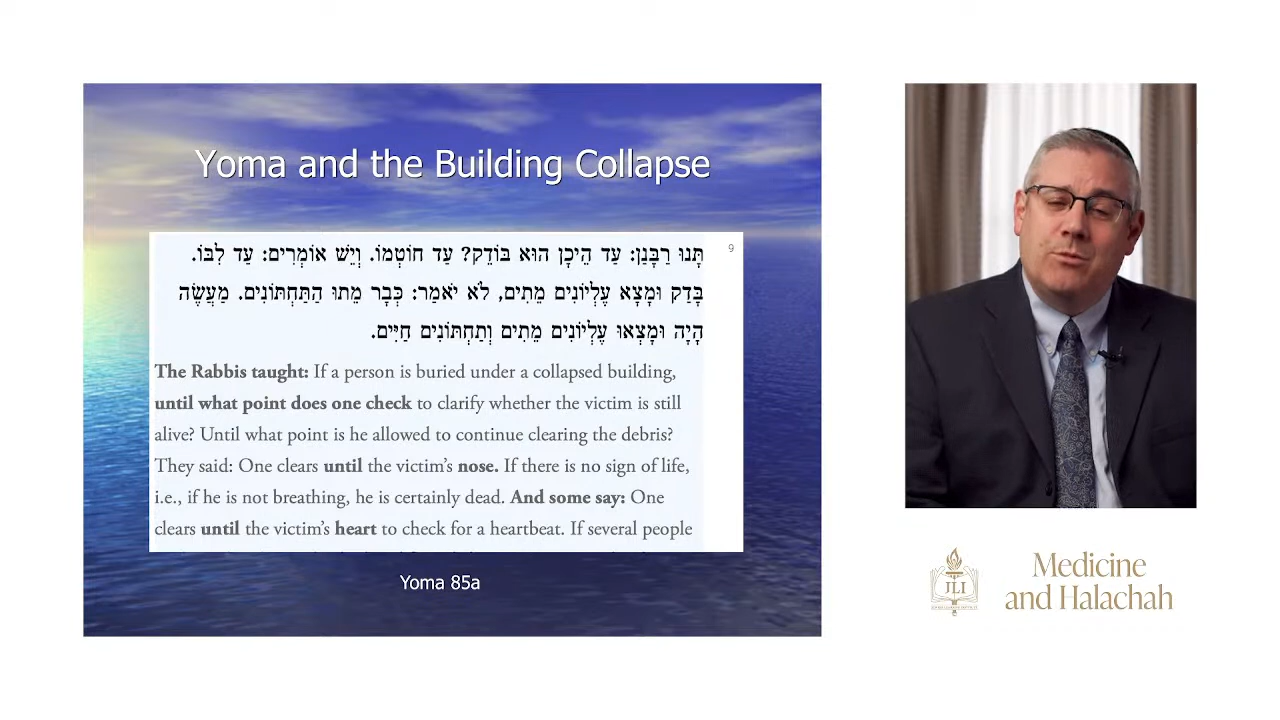 Yoma and the Building Collapse
9
תָּנוּ רַבָּנַן: עַד הֵיכָן הוּא בּוֹדֵק? עַד חוֹטְמוֹ. וְיֵשׁ אוֹמְרִים: עַד לִבּוֹ.
בָּדַק וּמָצָא עֶלְיוֹנִים מֵתִים, לֹא יֹאמַר: כְּבָר מֵתוּ הַתַּחְתּוֹנִים. מַעֲשֶׂה
הָיָה וּמָצְאוּ עֶלְיוֹנִים מֵתִים וְתַחְתּוֹנִים חַיִּים.
The Rabbis taught: If a person is buried under a collapsed building,
until what point does one check to clarify whether the victim is still
alive? Until what point is he allowed to continue clearing the debris?
They said: One clears until the victim's nose. If there is no sign of life,
i.e., if he is not breathing, he is certainly dead. And some say: One
clears until the victim's heart to check for a heartbeat. If several people
Yoma 85a
JLI
Medicine
and Halachah